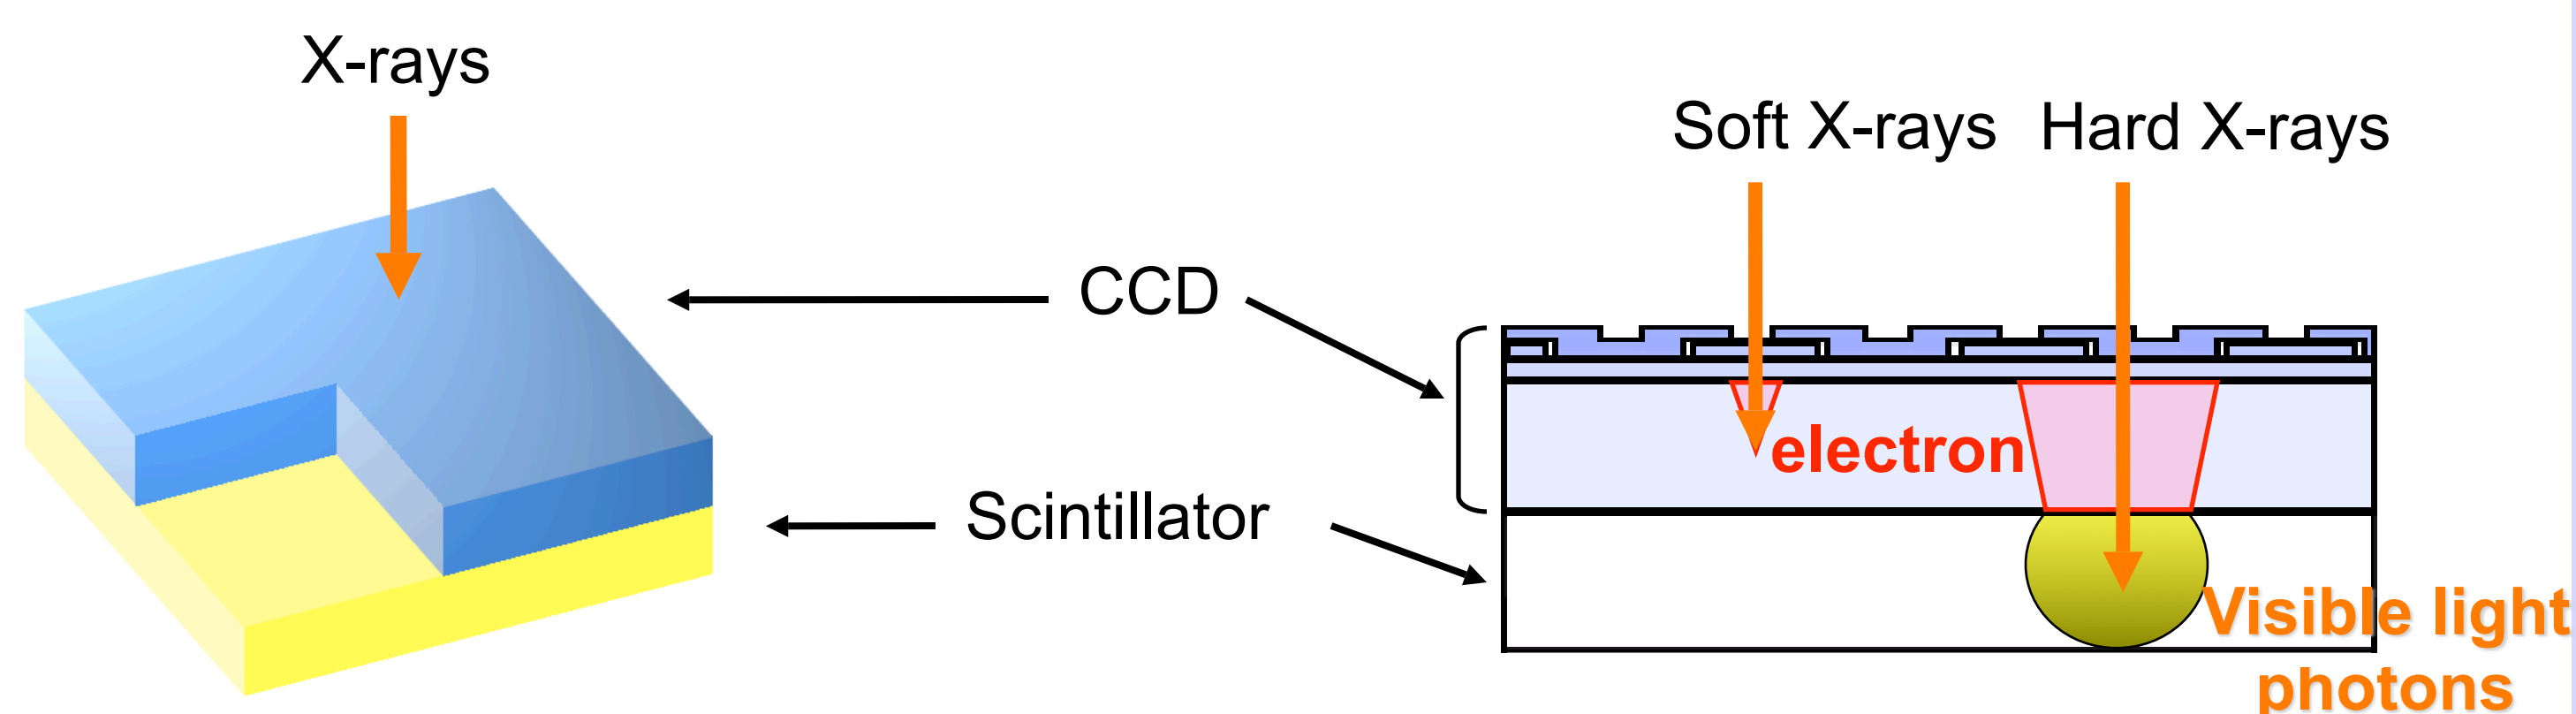 X-rays
Soft X-rays Hard X-rays
CCD
electron
Scintillator
Visible light
photons